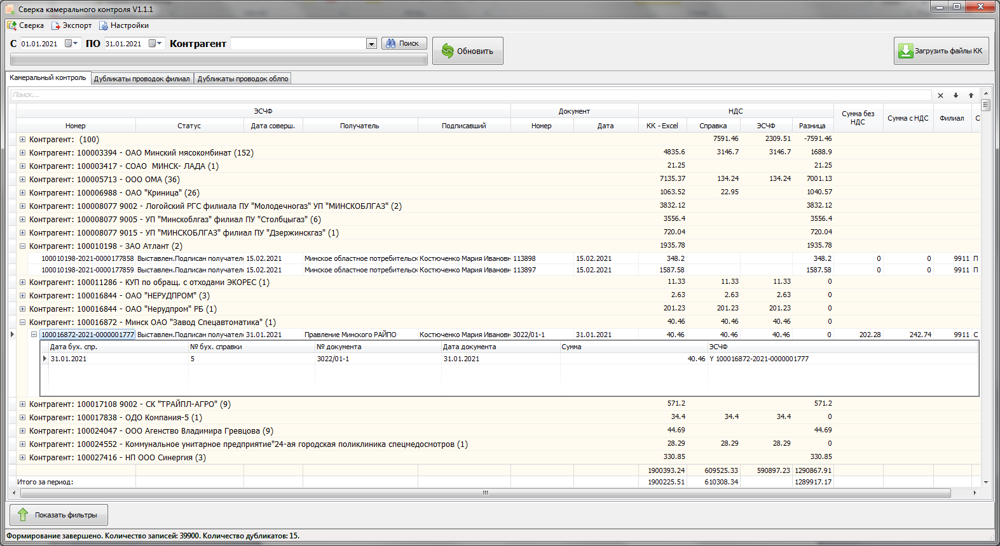 Сверка камерального контроля V1.1.1
Сверка Экспорт Настройки
С 01.01.2021 ПО 31.01.2021 Контрагент Поиск Обновить Загрузить файлы КК
Камеральный контроль Дубликаты проводок филиал Дубликаты проводок облпо
Поиск...
ЭСЧФ Документ НДС Сумма без НДС Сумма с НДС Филиал С
Номер Статус Дата соверш. Получатель Подписавший Номер Дата КК - Excel Справка ЭСЧФ Разница
Контрагент: (100) 7591.46 2309.51 -7591.46
Контрагент: 100003394 - ОАО Минский мясокомбинат (152) 4835.6 3146.7 3146.7 1688.9
Контрагент: 100003417 - СОАО МИНСК- ЛАДА (1) 21.25 21.25
Контрагент: 100005713 - ООО ОМА (36) 7135.37 134.24 134.24 7001.13
Контрагент: 100006988 - ОАО "Криница" (26) 1063.52 22.95 1040.57
Контрагент: 100008077 9002 - Логойский РГС филиала ПУ "Молодечногаз" УП "МИНСКОБЛГАЗ" (2) 3832.12 3832.12
Контрагент: 100008077 9005 - УП "Минскоблгаз" филиал ПУ "Столбцыгаз" (6) 3556.4 3556.4
Контрагент: 100008077 9015 - УП "МИНСКОБЛГАЗ" филиал ПУ "Дзержинскгаз" (1) 720.04 720.04
Контрагент: 100010198 - ЗАО Атлант (2) 1935.78 1935.78
100010198-2021-0000177858 Выставлен.Подписан получател 15.02.2021 Минское областное потребительск Костюченко Мария Ивановн 113898 15.02.2021 348.2 348.2 0 0 9911 П
100010198-2021-0000177859 Выставлен.Подписан получател 15.02.2021 Минское областное потребительск Костюченко Мария Ивановн 113897 15.02.2021 1587.58 1587.58 0 0 9911 П
Контрагент: 100011286 - КУП по обращ. с отходами ЭКОРЕС (1) 11.33 11.33 11.33 0
Контрагент: 100016844 - ОАО "НЕРУДПРОМ" (3) 2.63 2.63 2.63 0
Контрагент: 100016844 - ОАО "Нерудпром" РБ (1) 201.23 201.23 201.23 0
Контрагент: 100016872 - Минск ОАО "Завод Спецавтоматика" (1) 40.46 40.46 40.46 0
100016872-2021-0000001777 Выставлен.Подписан получател 31.01.2021 Правление Минского РАЙПО Костюченко Мария Ивановн 3022/01-1 31.01.2021 40.46 40.46 40.46 0 202.28 242.74 9911 С
Дата бух. спр. № бух. справки № документа Дата документа Сумма ЭСЧФ
31.01.2021 5 3022/01-1 31.01.2021 40.46 Y 100016872-2021-0000001777
Контрагент: 100017108 9002 - СК "ТРАЙПЛ-АГРО" (9) 571.2 571.2
Контрагент: 100017838 - ОДО Компания-5 (1) 34.4 34.4 34.4 0
Контрагент: 100024047 - ООО Агенство Владимира Гревцова (9) 44.69 44.69
Контрагент: 100024552 - Коммунальное унитарное предприятие"24-ая городская поликлиника спецмедосмотров (1) 28.29 28.29 28.29 0
Контрагент: 100027416 - НП ООО Синергия (3) 330.85 330.85
1900393.24 609525.33 590897.23 1290867.91
Итого за период: 1900225.51 610308.34 1289917.17
Показать фильтры
Формирование завершено. Количество записей: 39900. Количество дубликатов: 15.